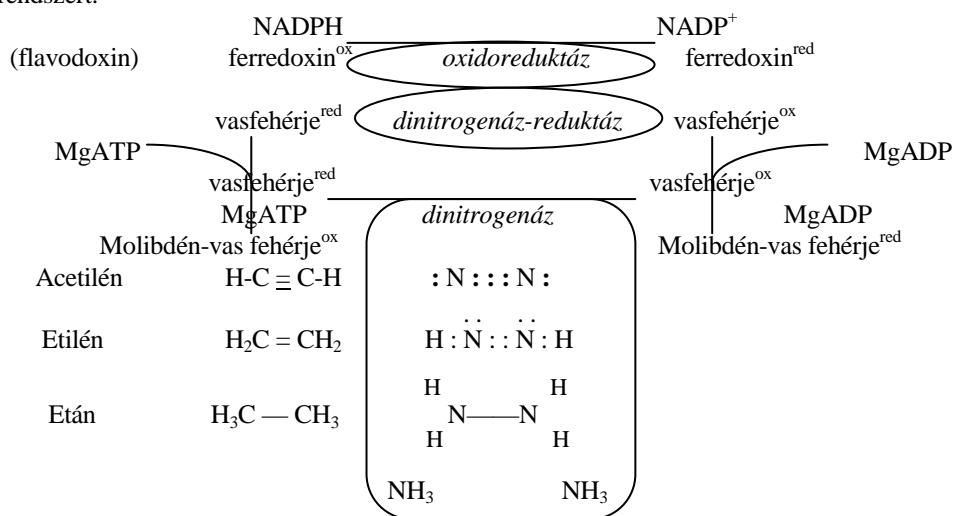 rendszert.
NADPH NADP⁺
(flavodoxin) ferredoxinᵒˣ oxidoreduktáz ferredoxinʳᵉᵈ
vasfehérjeʳᵉᵈ dinitrogenáz-reduktáz vasfehérjeᵒˣ
MgATP MgADP
vasfehérjeʳᵉᵈ vasfehérjeᵒˣ
MgATP dinitrogenáz MgADP
Molibdén-vas fehérjeᵒˣ Molibdén-vas fehérjeʳᵉᵈ
Acetilén H-C ≡ C-H : N : : : N :
Etilén H₂C = CH₂ H : N̈ : : N̈ : H
H H
Etán H₃C — CH₃ N——N
H H
NH₃ NH₃